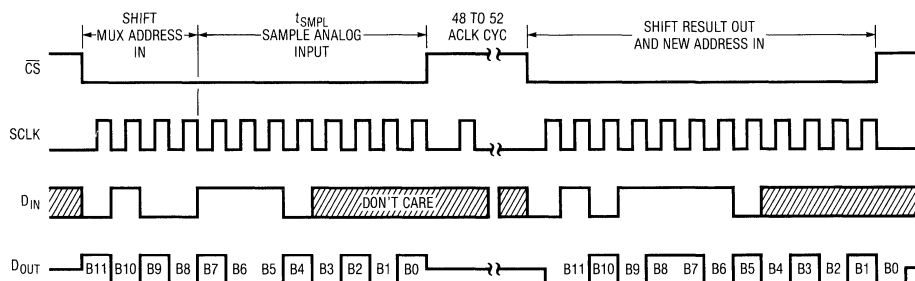 SHIFT
MUX ADDRESS
IN
tSMPL
SAMPLE ANALOG
INPUT
48 TO 52
ACLK CYC
SHIFT RESULT OUT
AND NEW ADDRESS IN
CS
SCLK
DIN
DON'T CARE
DOUT B11 B10 B9 B8 B7 B6 B5 B4 B3 B2 B1 B0 B11 B10 B9 B8 B7 B6 B5 B4 B3 B2 B1 B0